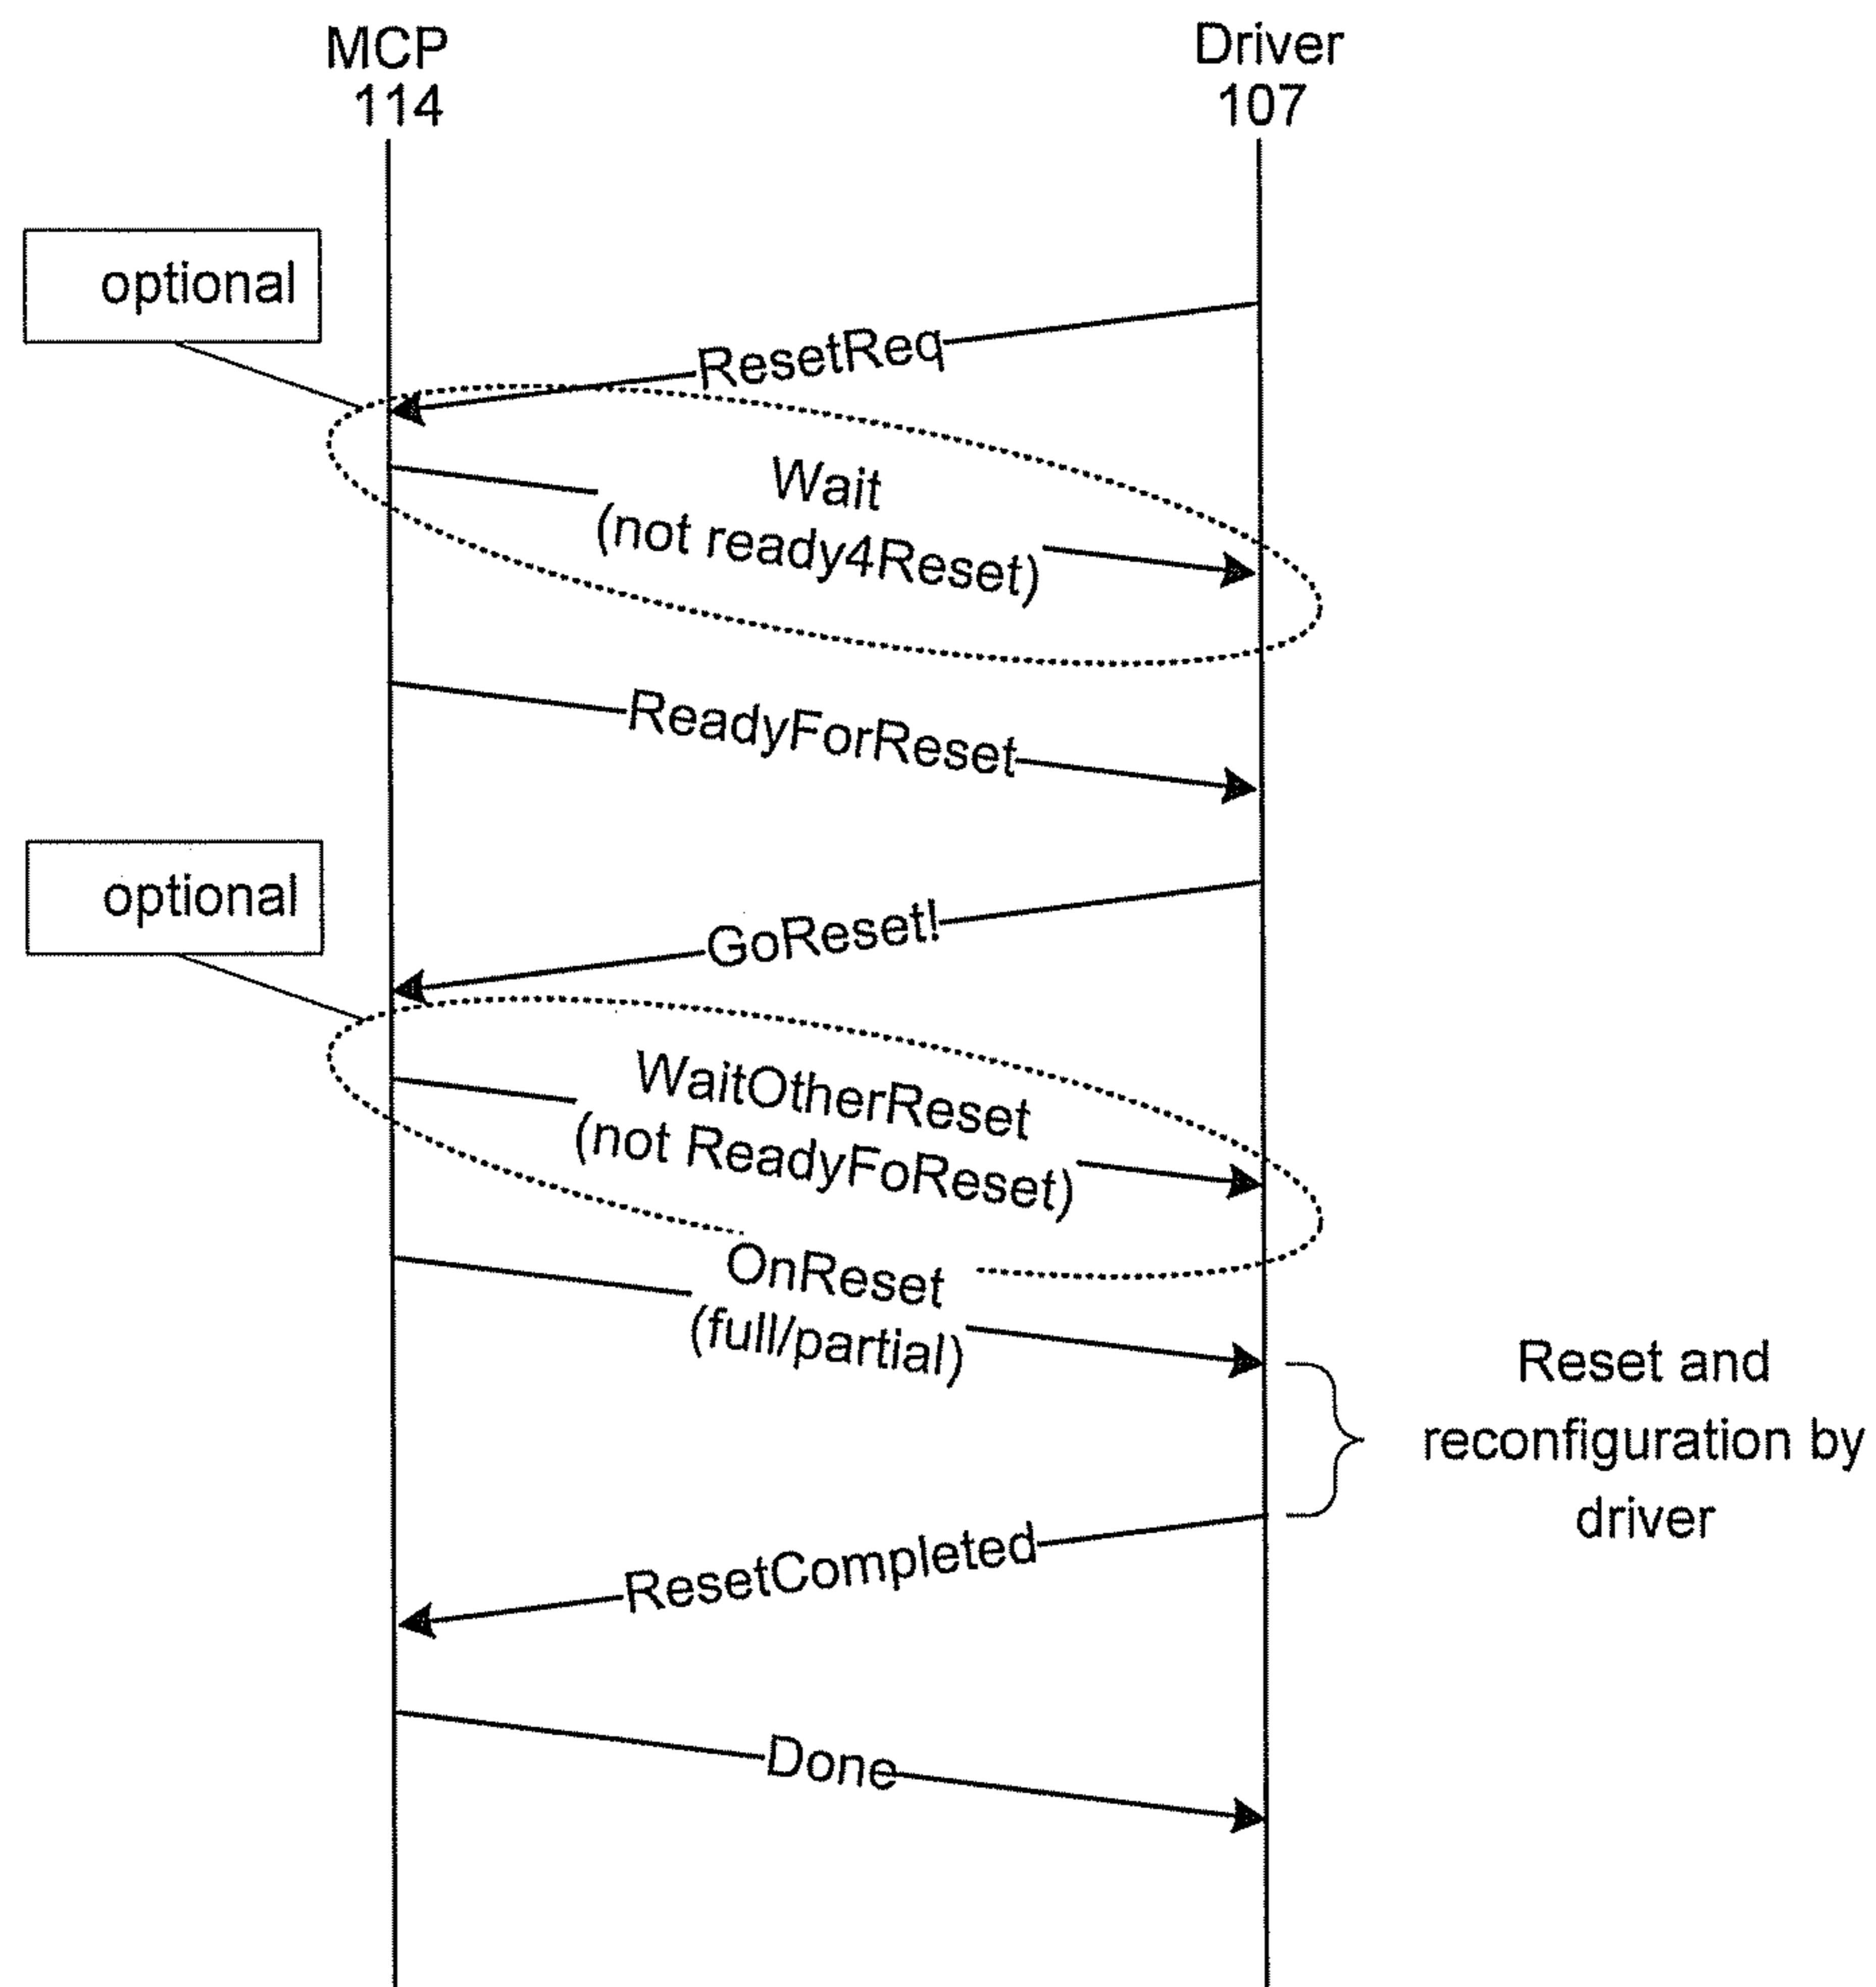 MCP
114
Driver
107
optional
ResetReq
Wait
(not ready4Reset)
ReadyForReset
optional
GoReset!
WaitOtherReset
(not ReadyFoReset)
OnReset
(full/partial)
Reset and
reconfiguration by
driver
ResetCompleted
Done